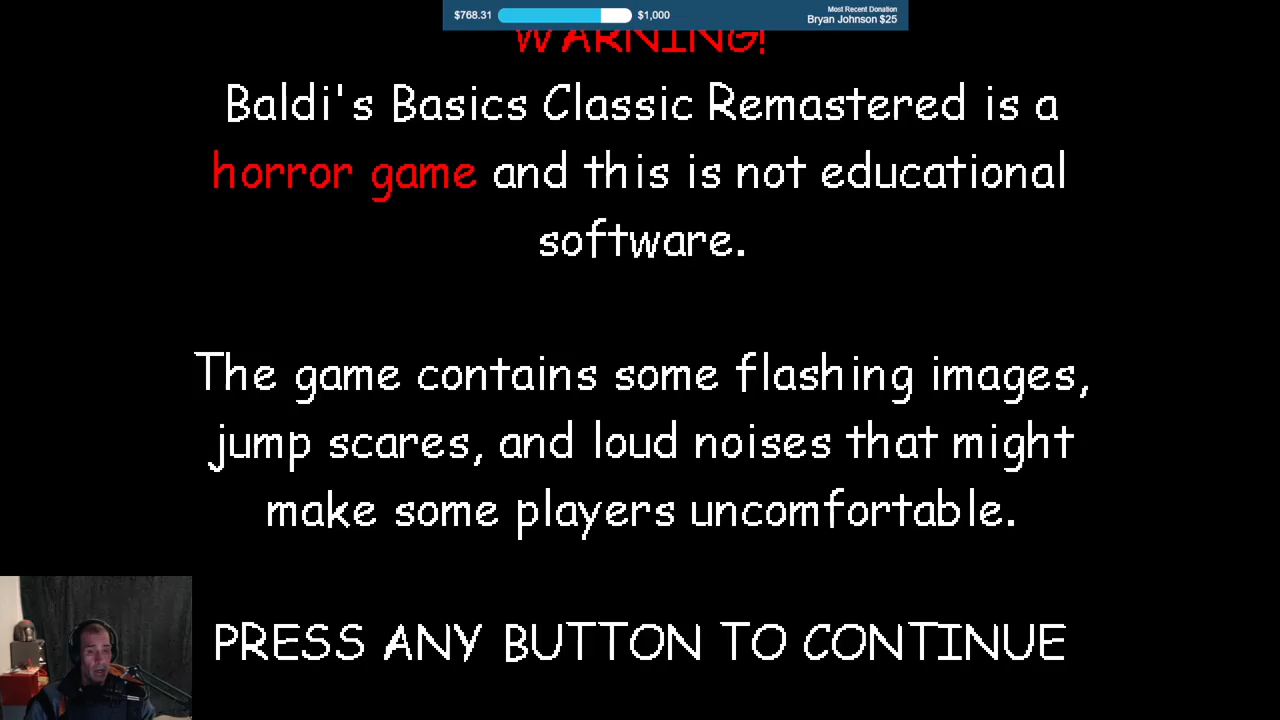 $768.31 $1,000 Most Recent Donation
Bryan Johnson $25
WARNING!
Baldi's Basics Classic Remastered is a
horror game and this is not educational
software.
The game contains some flashing images,
jump scares, and loud noises that might
make some players uncomfortable.
PRESS ANY BUTTON TO CONTINUE